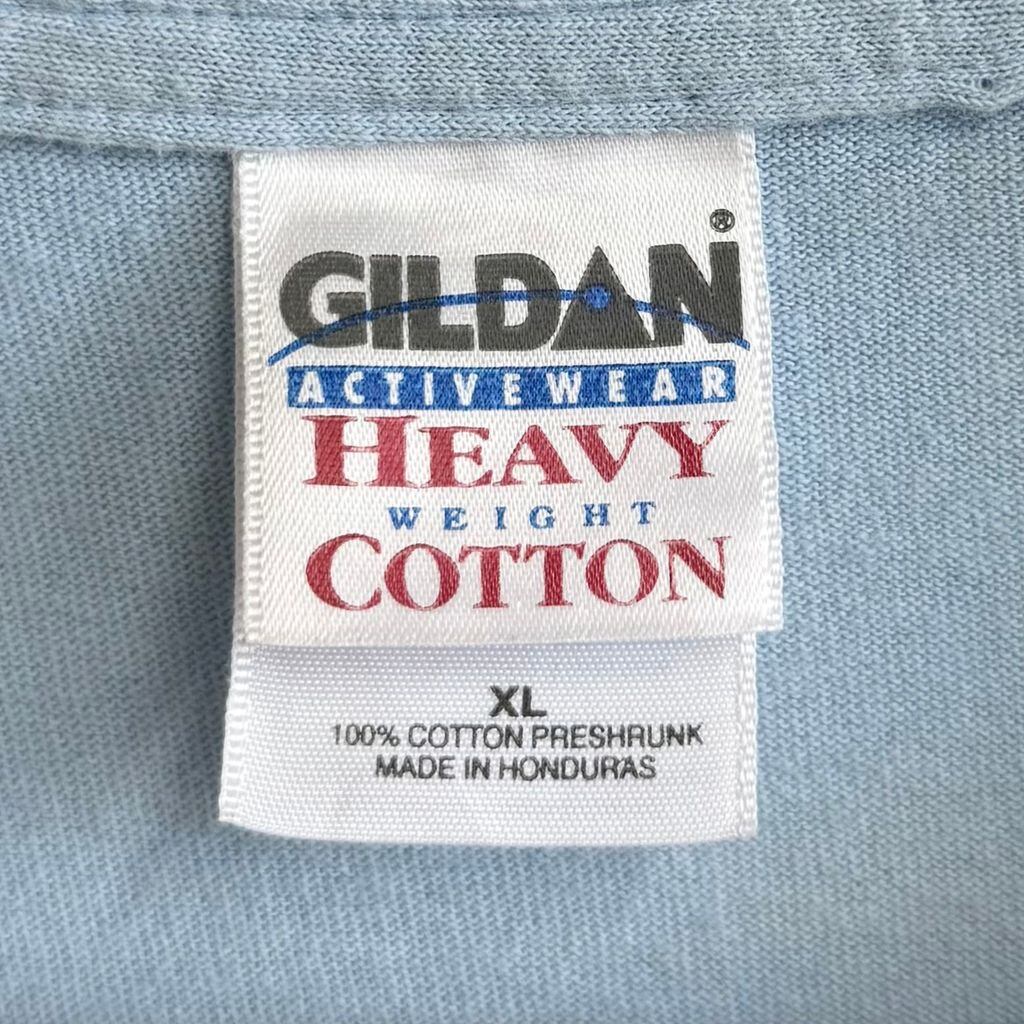 GILDAN®
ACTIVEWEAR
HEAVY
WEIGHT
COTTON
XL
100% COTTON PRESHRUNK
MADE IN HONDURAS